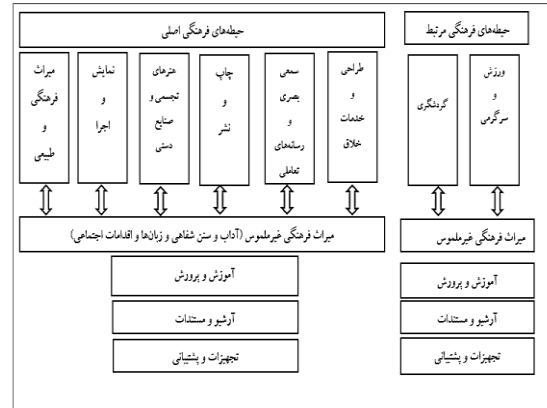 حیطه‌های فرهنگی مرتبط
حیطه‌های فرهنگی اصلی
ورزش
و
سرگرمی
گردشگری
طراحی
و
خدمات
خلاق
سمعی
بصری
و
رسانه‌های
تعاملی
چاپ
و
نشر
هنرهای
تجسمی و
صنایع
دستی
نمایش
و
اجرا
میراث
فرهنگی
و
طبیعی
میراث فرهنگی غیرملموس
میراث فرهنگی غیرملموس (آداب و سنن شفاهی و زبان‌ها و اقدامات اجتماعی)
آموزش و پرورش
آرشیو و مستندات
تجهیزات و پشتیبانی
آموزش و پرورش
آرشیو و مستندات
تجهیزات و پشتیبانی